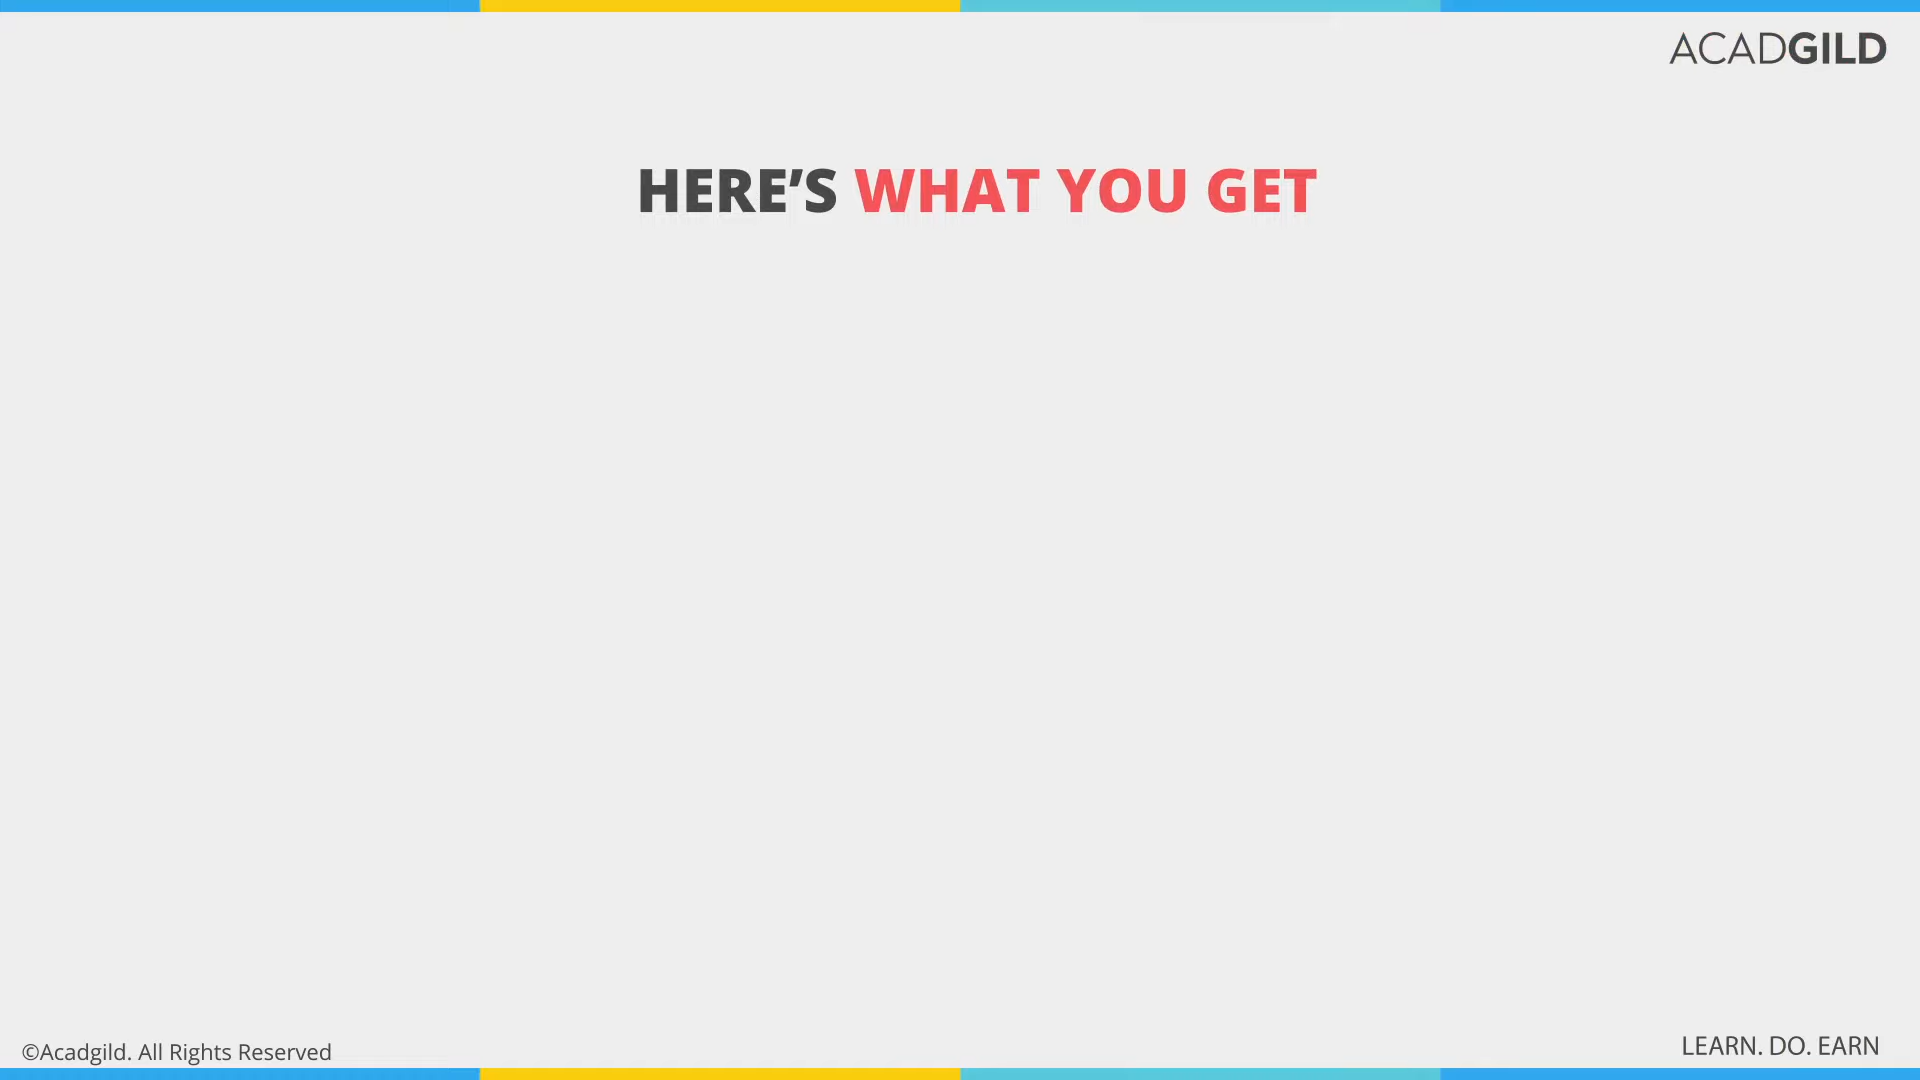 ACADGILD
HERE’S WHAT YOU GET
©Acadgild. All Rights Reserved
LEARN. DO. EARN